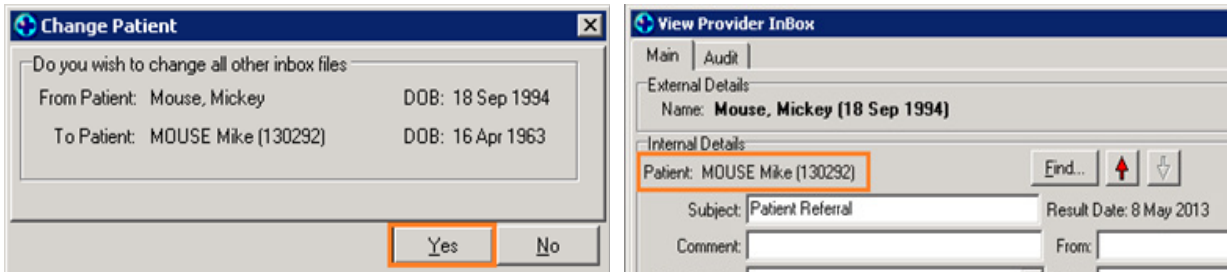 Change Patient
Do you wish to change all other inbox files
From Patient: Mouse, Mickey DOB: 18 Sep 1994
To Patient: MOUSE Mike (130292) DOB: 16 Apr 1963
Yes No
View Provider InBox
Main Audit
External Details
Name: Mouse, Mickey (18 Sep 1994)
Internal Details
Patient: MOUSE Mike (130292) Find...
Subject: Patient Referral Result Date: 8 May 2013
Comment: From: